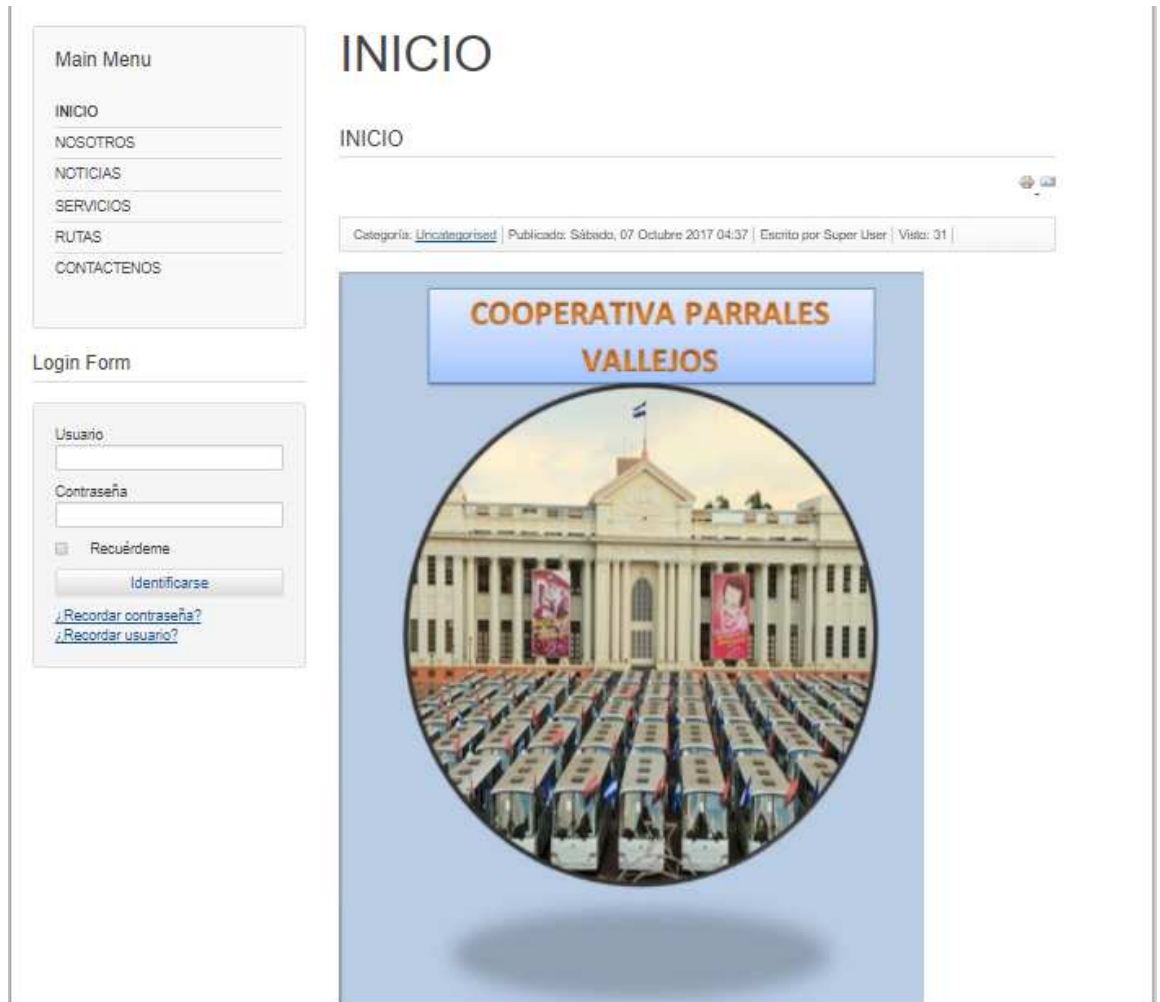 Main Menu
INICIO
NOSOTROS
NOTICIAS
SERVICIOS
RUTAS
CONTACTENOS
Login Form
Usuario
Contraseña
Recuérdeme
Identificarse
¿Recordar contraseña?
¿Recordar usuario?
INICIO
INICIO
Categoría: Uncategorised | Publicado: Sábado, 07 Octubre 2017 04:37 | Escrito por Super User | Visto: 31 |
COOPERATIVA PARRALES
VALLEJOS